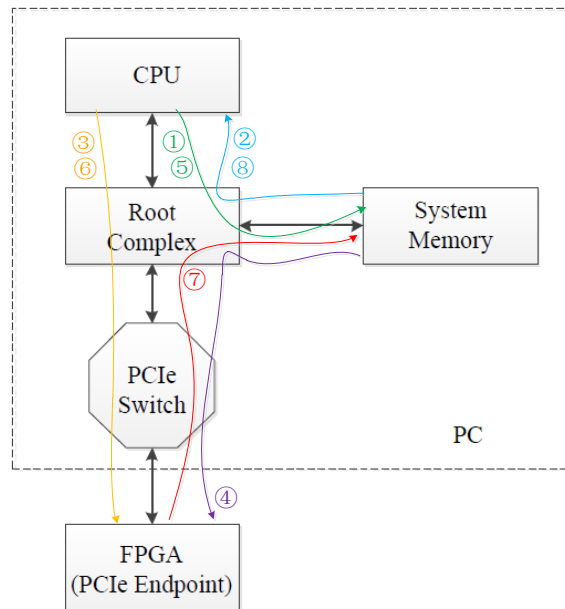 CPU
③ ① ②
⑥ ⑤ ⑧
Root
Complex
System
Memory
⑦
PCIe
Switch
PC
④
FPGA
(PCIe Endpoint)